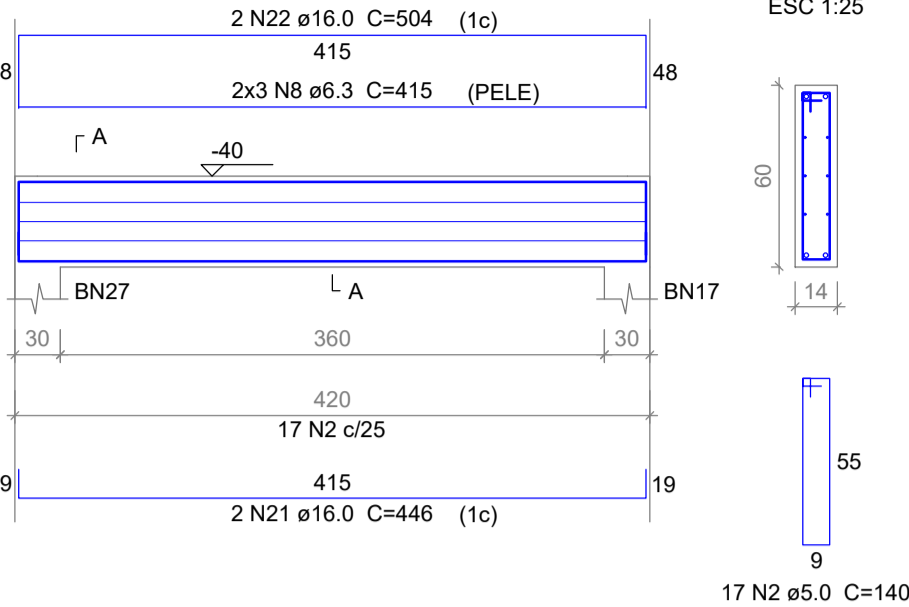 ESC 1:25
2 N22 ø16.0 C=504 (1c)
415
8
48
2x3 N8 ø6.3 C=415 (PELE)
A
-40
60
BN27
A
BN17
14
30
360
30
420
17 N2 c/25
55
9
415
19
2 N21 ø16.0 C=446 (1c)
9
17 N2 ø5.0 C=140